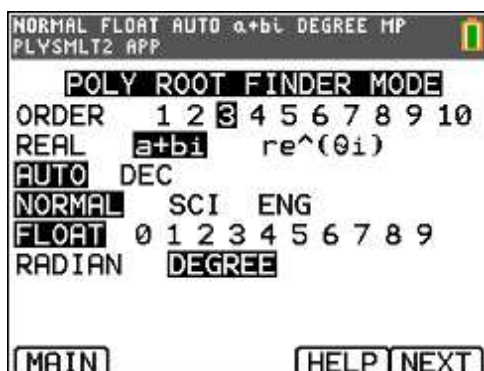 NORMAL FLOAT AUTO a+bi DEGREE MP
PLYSMLT2 APP
POLY ROOT FINDER MODE
ORDER 1 2 3 4 5 6 7 8 9 10
REAL a+bi re^(θi)
AUTO DEC
NORMAL SCI ENG
FLOAT 0 1 2 3 4 5 6 7 8 9
RADIAN DEGREE
MAIN HELP NEXT